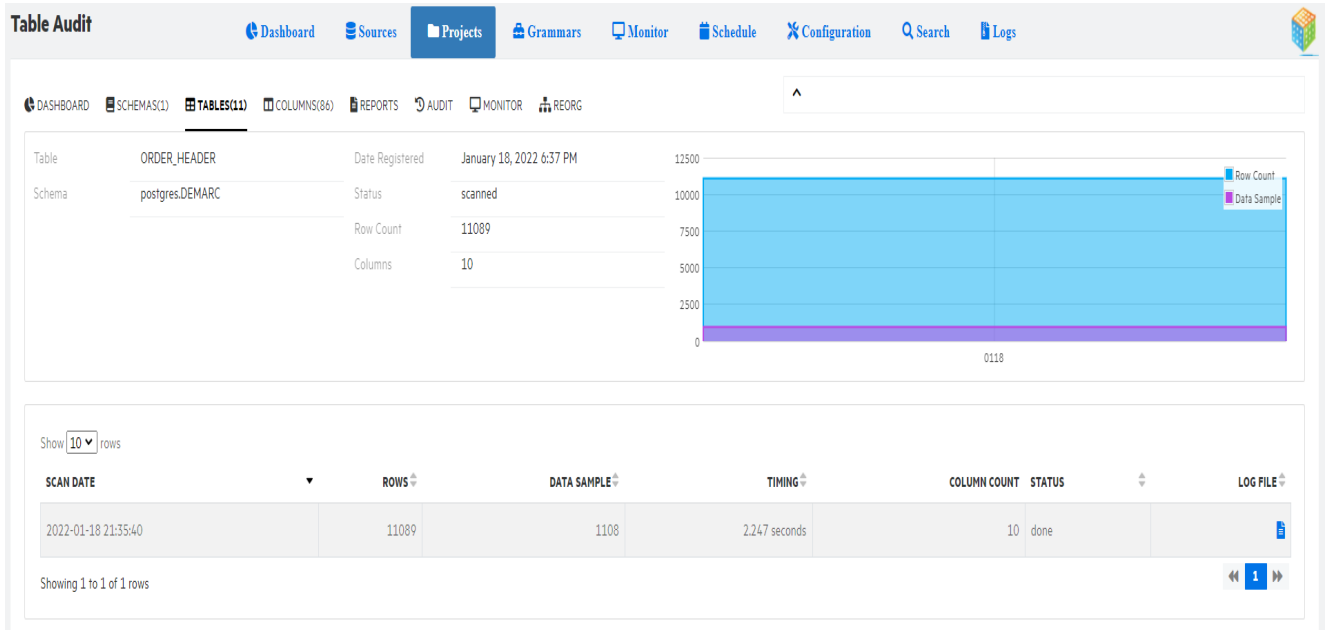 Table Audit
Dashboard Sources Projects Grammars Monitor Schedule Configuration Search Logs
DASHBOARD SCHEMAS(1) TABLES(11) COLUMNS(86) REPORTS AUDIT MONITOR REORG
Table ORDER_HEADER Date Registered January 18, 2022 6:37 PM
Schema postgres.DEMARC Status scanned
Row Count 11089
Columns 10
12500
10000
7500
5000
2500
0
0118
Row Count
Data Sample
Show 10 rows
SCAN DATE ROWS DATA SAMPLE TIMING COLUMN COUNT STATUS LOG FILE
2022-01-18 21:35:40 11089 1108 2.247 seconds 10 done
Showing 1 to 1 of 1 rows 1